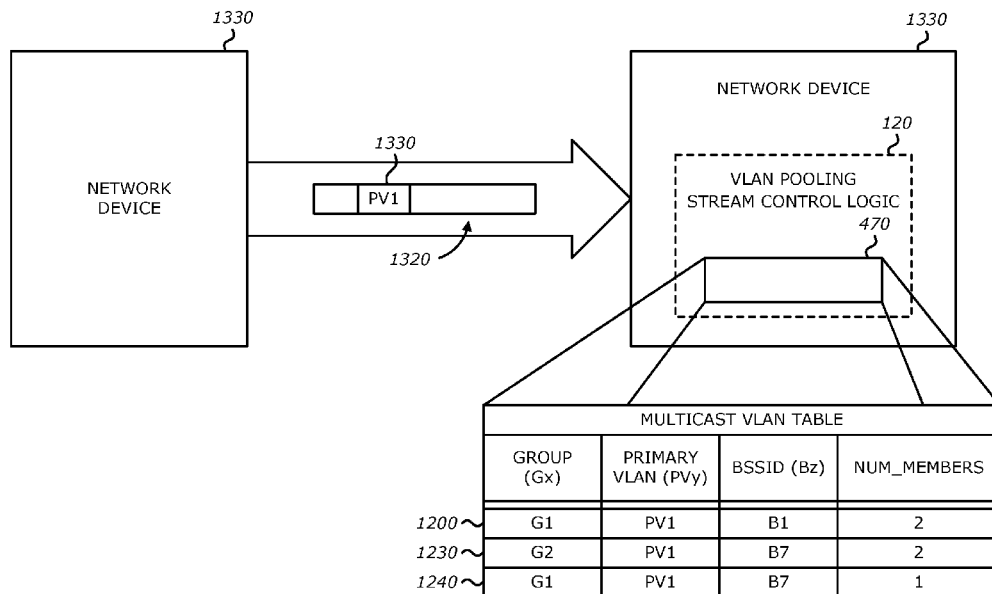 1330
1330
NETWORK DEVICE
120
1330
VLAN POOLING
STREAM CONTROL LOGIC
NETWORK
DEVICE
PV1
470
1320
MULTICAST VLAN TABLE
GROUP (Gx) PRIMARY VLAN (PVy) BSSID (Bz) NUM_MEMBERS
1200 G1 PV1 B1 2
1230 G2 PV1 B7 2
1240 G1 PV1 B7 1